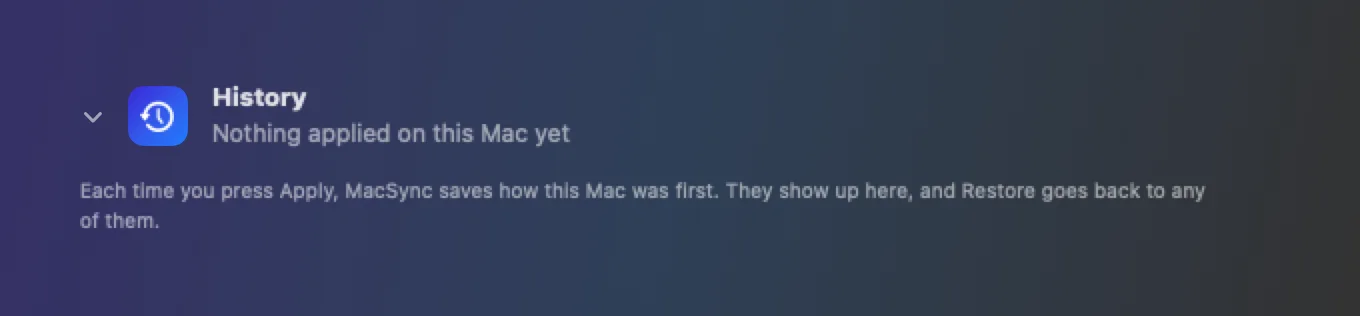 History
Nothing applied on this Mac yet
Each time you press Apply, MacSync saves how this Mac was first. They show up here, and Restore goes back to any
of them.